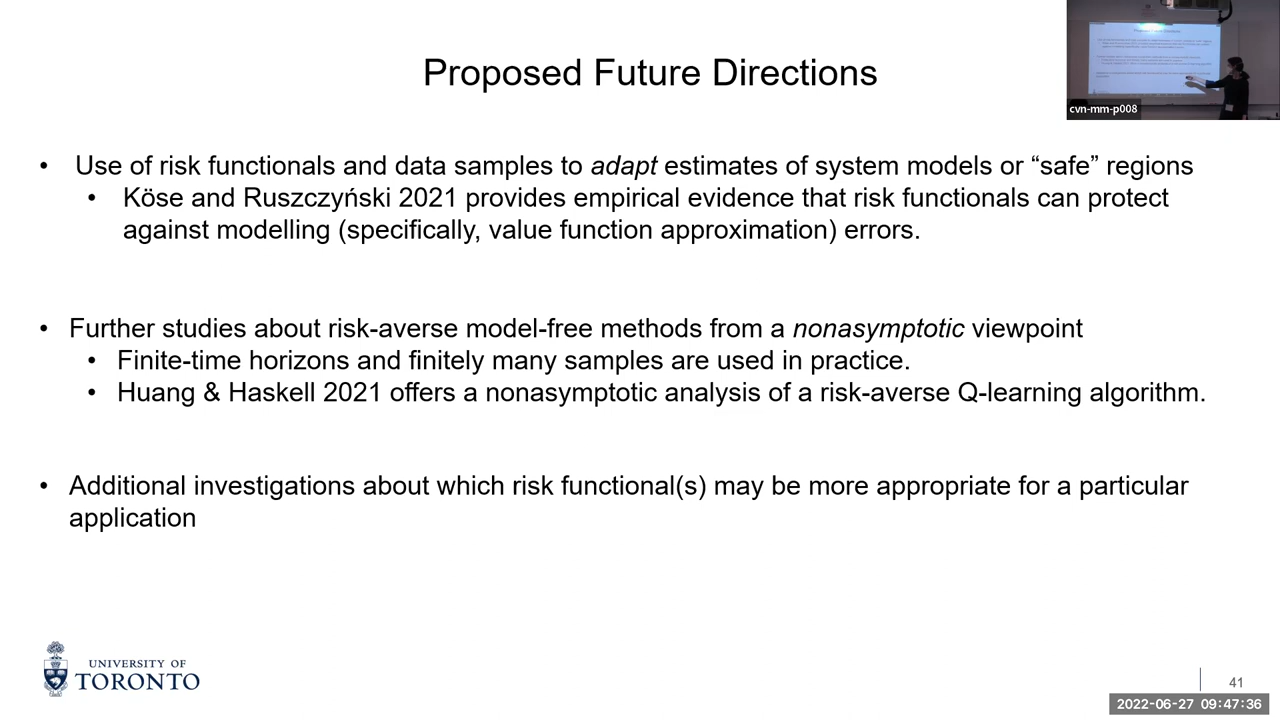 Proposed Future Directions
cvn-mm-p008
• Use of risk functionals and data samples to adapt estimates of system models or “safe” regions
• Köse and Ruszczyński 2021 provides empirical evidence that risk functionals can protect
against modelling (specifically, value function approximation) errors.
• Further studies about risk-averse model-free methods from a nonasymptotic viewpoint
• Finite-time horizons and finitely many samples are used in practice.
• Huang & Haskell 2021 offers a nonasymptotic analysis of a risk-averse Q-learning algorithm.
• Additional investigations about which risk functional(s) may be more appropriate for a particular
application
UNIVERSITY OF
TORONTO
41
2022-06-27 09:47:36